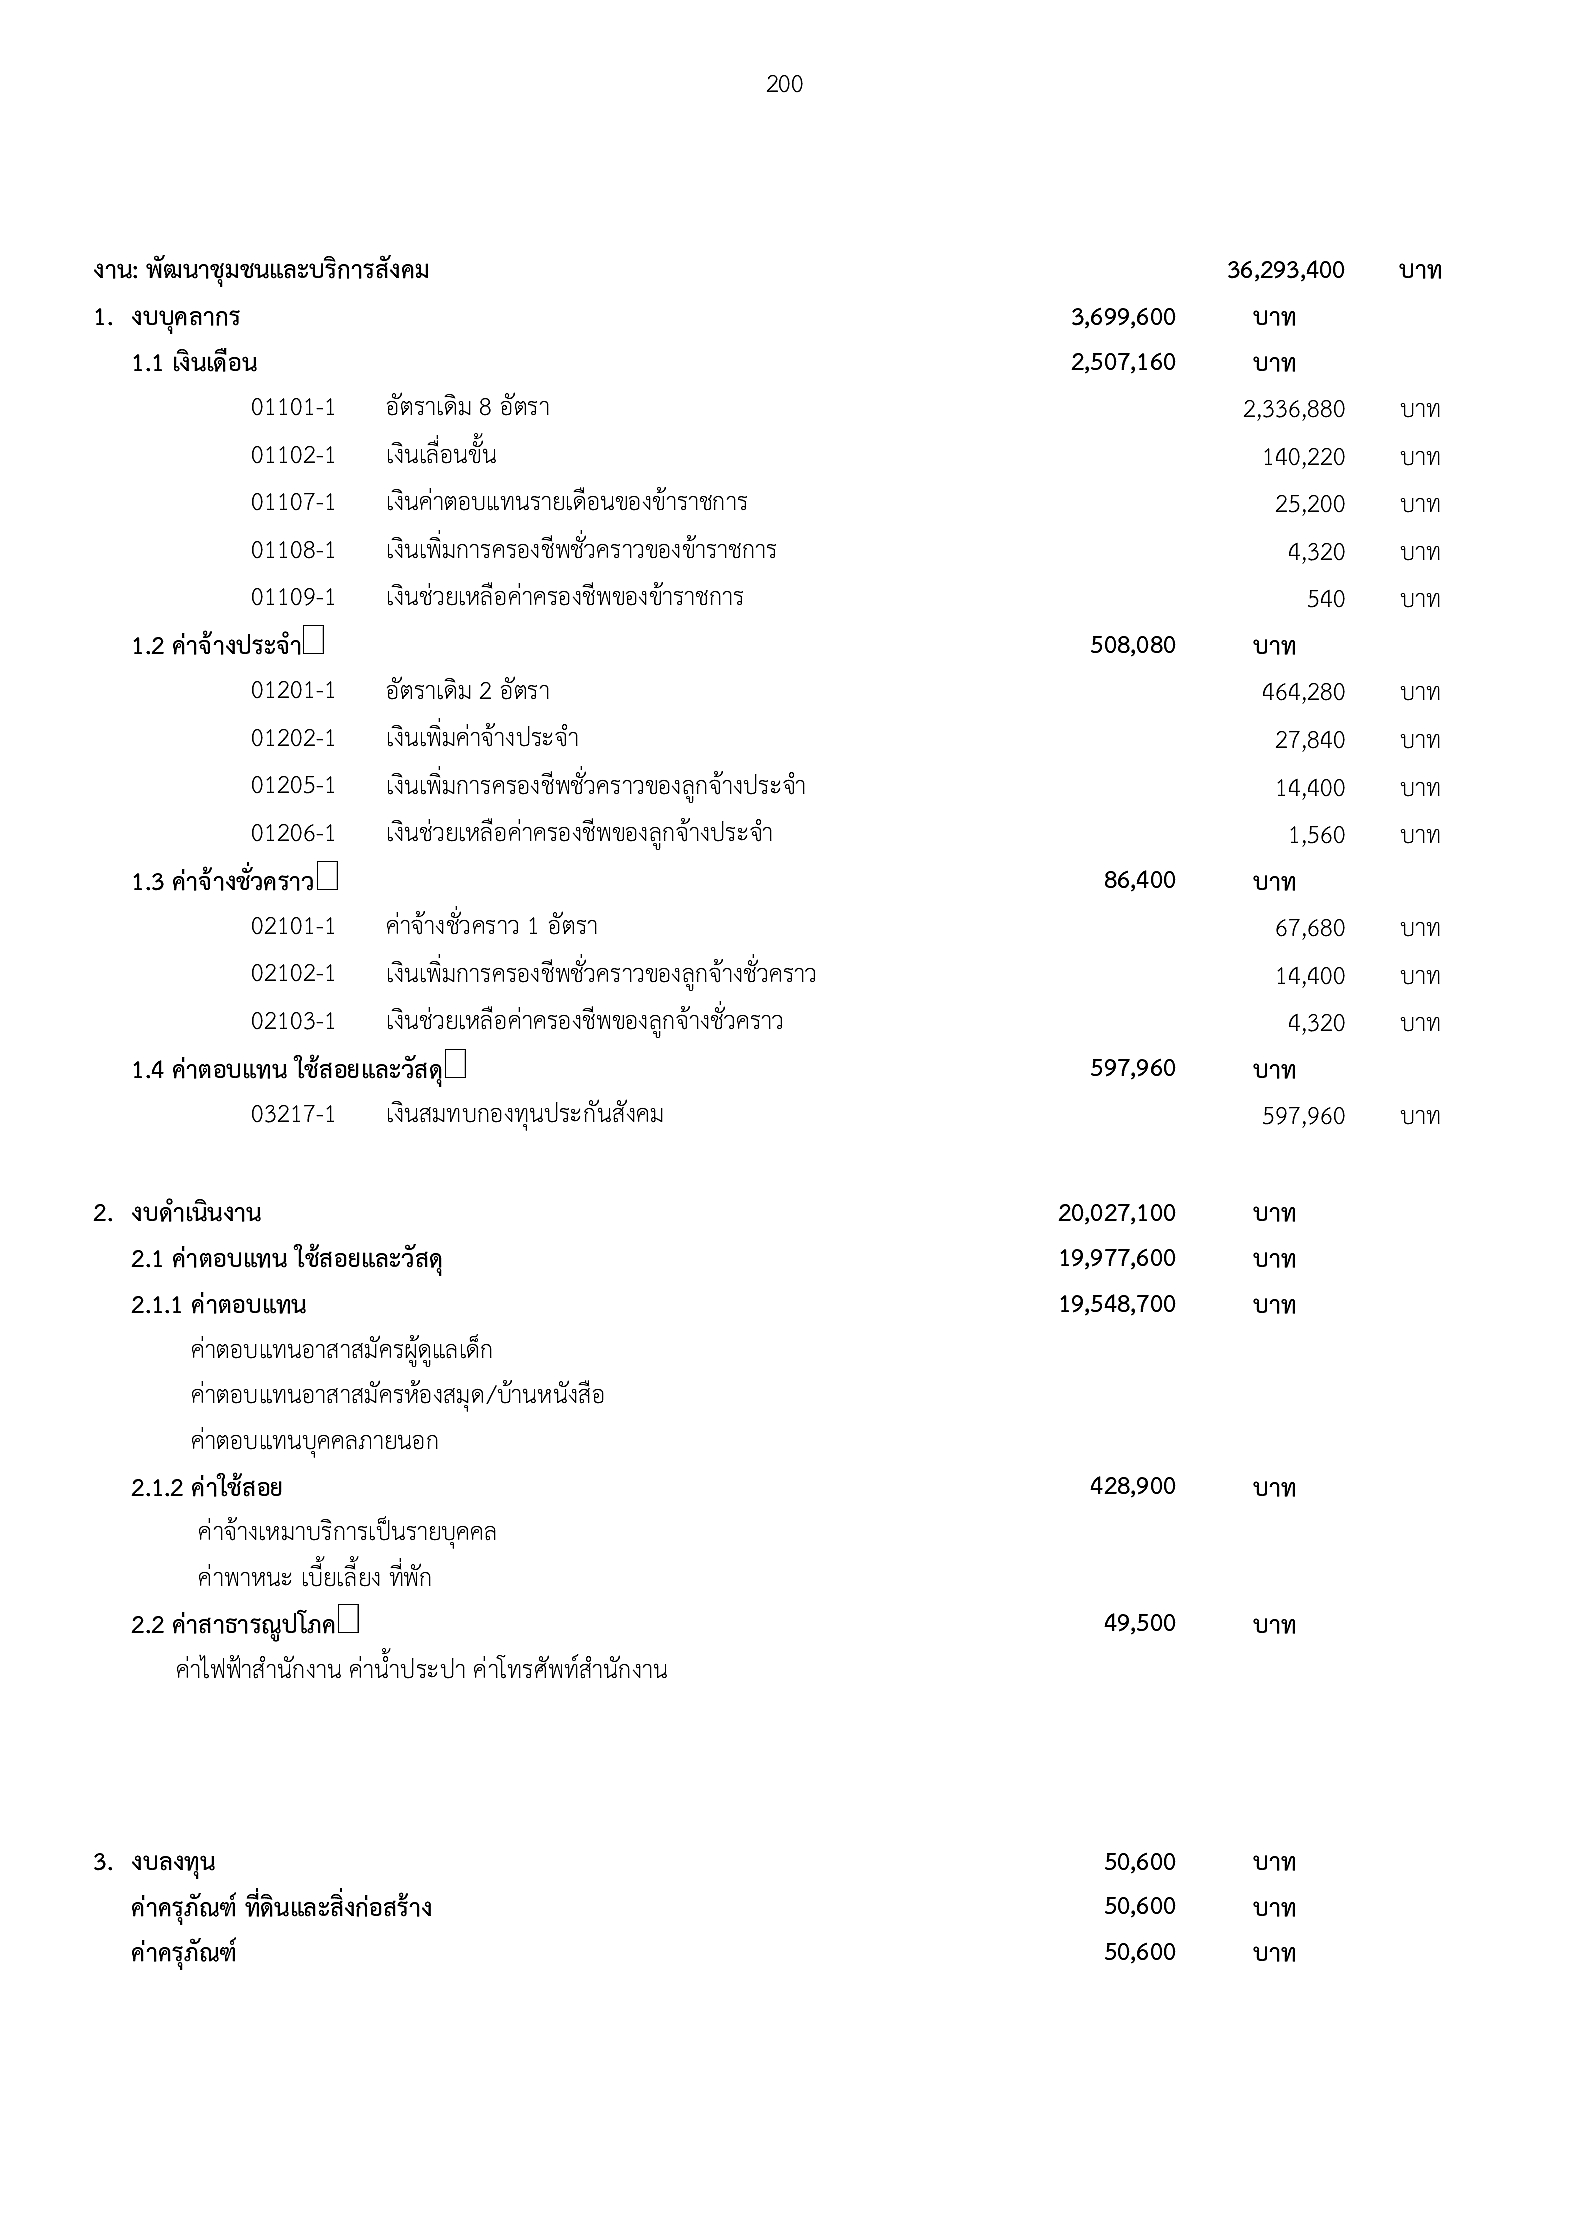 200
งาน: พัฒนาชุมชนและบริการสังคม 36,293,400 บาท
1. งบบุคลากร 3,699,600 บาท
1.1 เงินเดือน 2,507,160 บาท
01101-1 อัตราเดิม 8 อัตรา 2,336,880 บาท
01102-1 เงินเลื่อนขั้น 140,220 บาท
01107-1 เงินค่าตอบแทนรายเดือนของข้าราชการ 25,200 บาท
01108-1 เงินเพิ่มการครองชีพชั่วคราวของข้าราชการ 4,320 บาท
01109-1 เงินช่วยเหลือค่าครองชีพของข้าราชการ 540 บาท
1.2 ค่าจ้างประจำ 508,080 บาท
01201-1 อัตราเดิม 2 อัตรา 464,280 บาท
01202-1 เงินเพิ่มค่าจ้างประจำ 27,840 บาท
01205-1 เงินเพิ่มการครองชีพชั่วคราวของลูกจ้างประจำ 14,400 บาท
01206-1 เงินช่วยเหลือค่าครองชีพของลูกจ้างประจำ 1,560 บาท
1.3 ค่าจ้างชั่วคราว 86,400 บาท
02101-1 ค่าจ้างชั่วคราว 1 อัตรา 67,680 บาท
02102-1 เงินเพิ่มการครองชีพชั่วคราวของลูกจ้างชั่วคราว 14,400 บาท
02103-1 เงินช่วยเหลือค่าครองชีพของลูกจ้างชั่วคราว 4,320 บาท
1.4 ค่าตอบแทน ใช้สอยและวัสดุ 597,960 บาท
03217-1 เงินสมทบกองทุนประกันสังคม 597,960 บาท
2. งบดำเนินงาน 20,027,100 บาท
2.1 ค่าตอบแทน ใช้สอยและวัสดุ 19,977,600 บาท
2.1.1 ค่าตอบแทน 19,548,700 บาท
ค่าตอบแทนอาสาสมัครผู้ดูแลเด็ก
ค่าตอบแทนอาสาสมัครห้องสมุด/บ้านหนังสือ
ค่าตอบแทนบุคคลภายนอก
2.1.2 ค่าใช้สอย 428,900 บาท
ค่าจ้างเหมาบริการเป็นรายบุคคล
ค่าพาหนะ เบี้ยเลี้ยง ที่พัก
2.2 ค่าสาธารณูปโภค 49,500 บาท
ค่าไฟฟ้าสำนักงาน ค่าน้ำประปา ค่าโทรศัพท์สำนักงาน
3. งบลงทุน 50,600 บาท
ค่าครุภัณฑ์ ที่ดินและสิ่งก่อสร้าง 50,600 บาท
ค่าครุภัณฑ์ 50,600 บาท